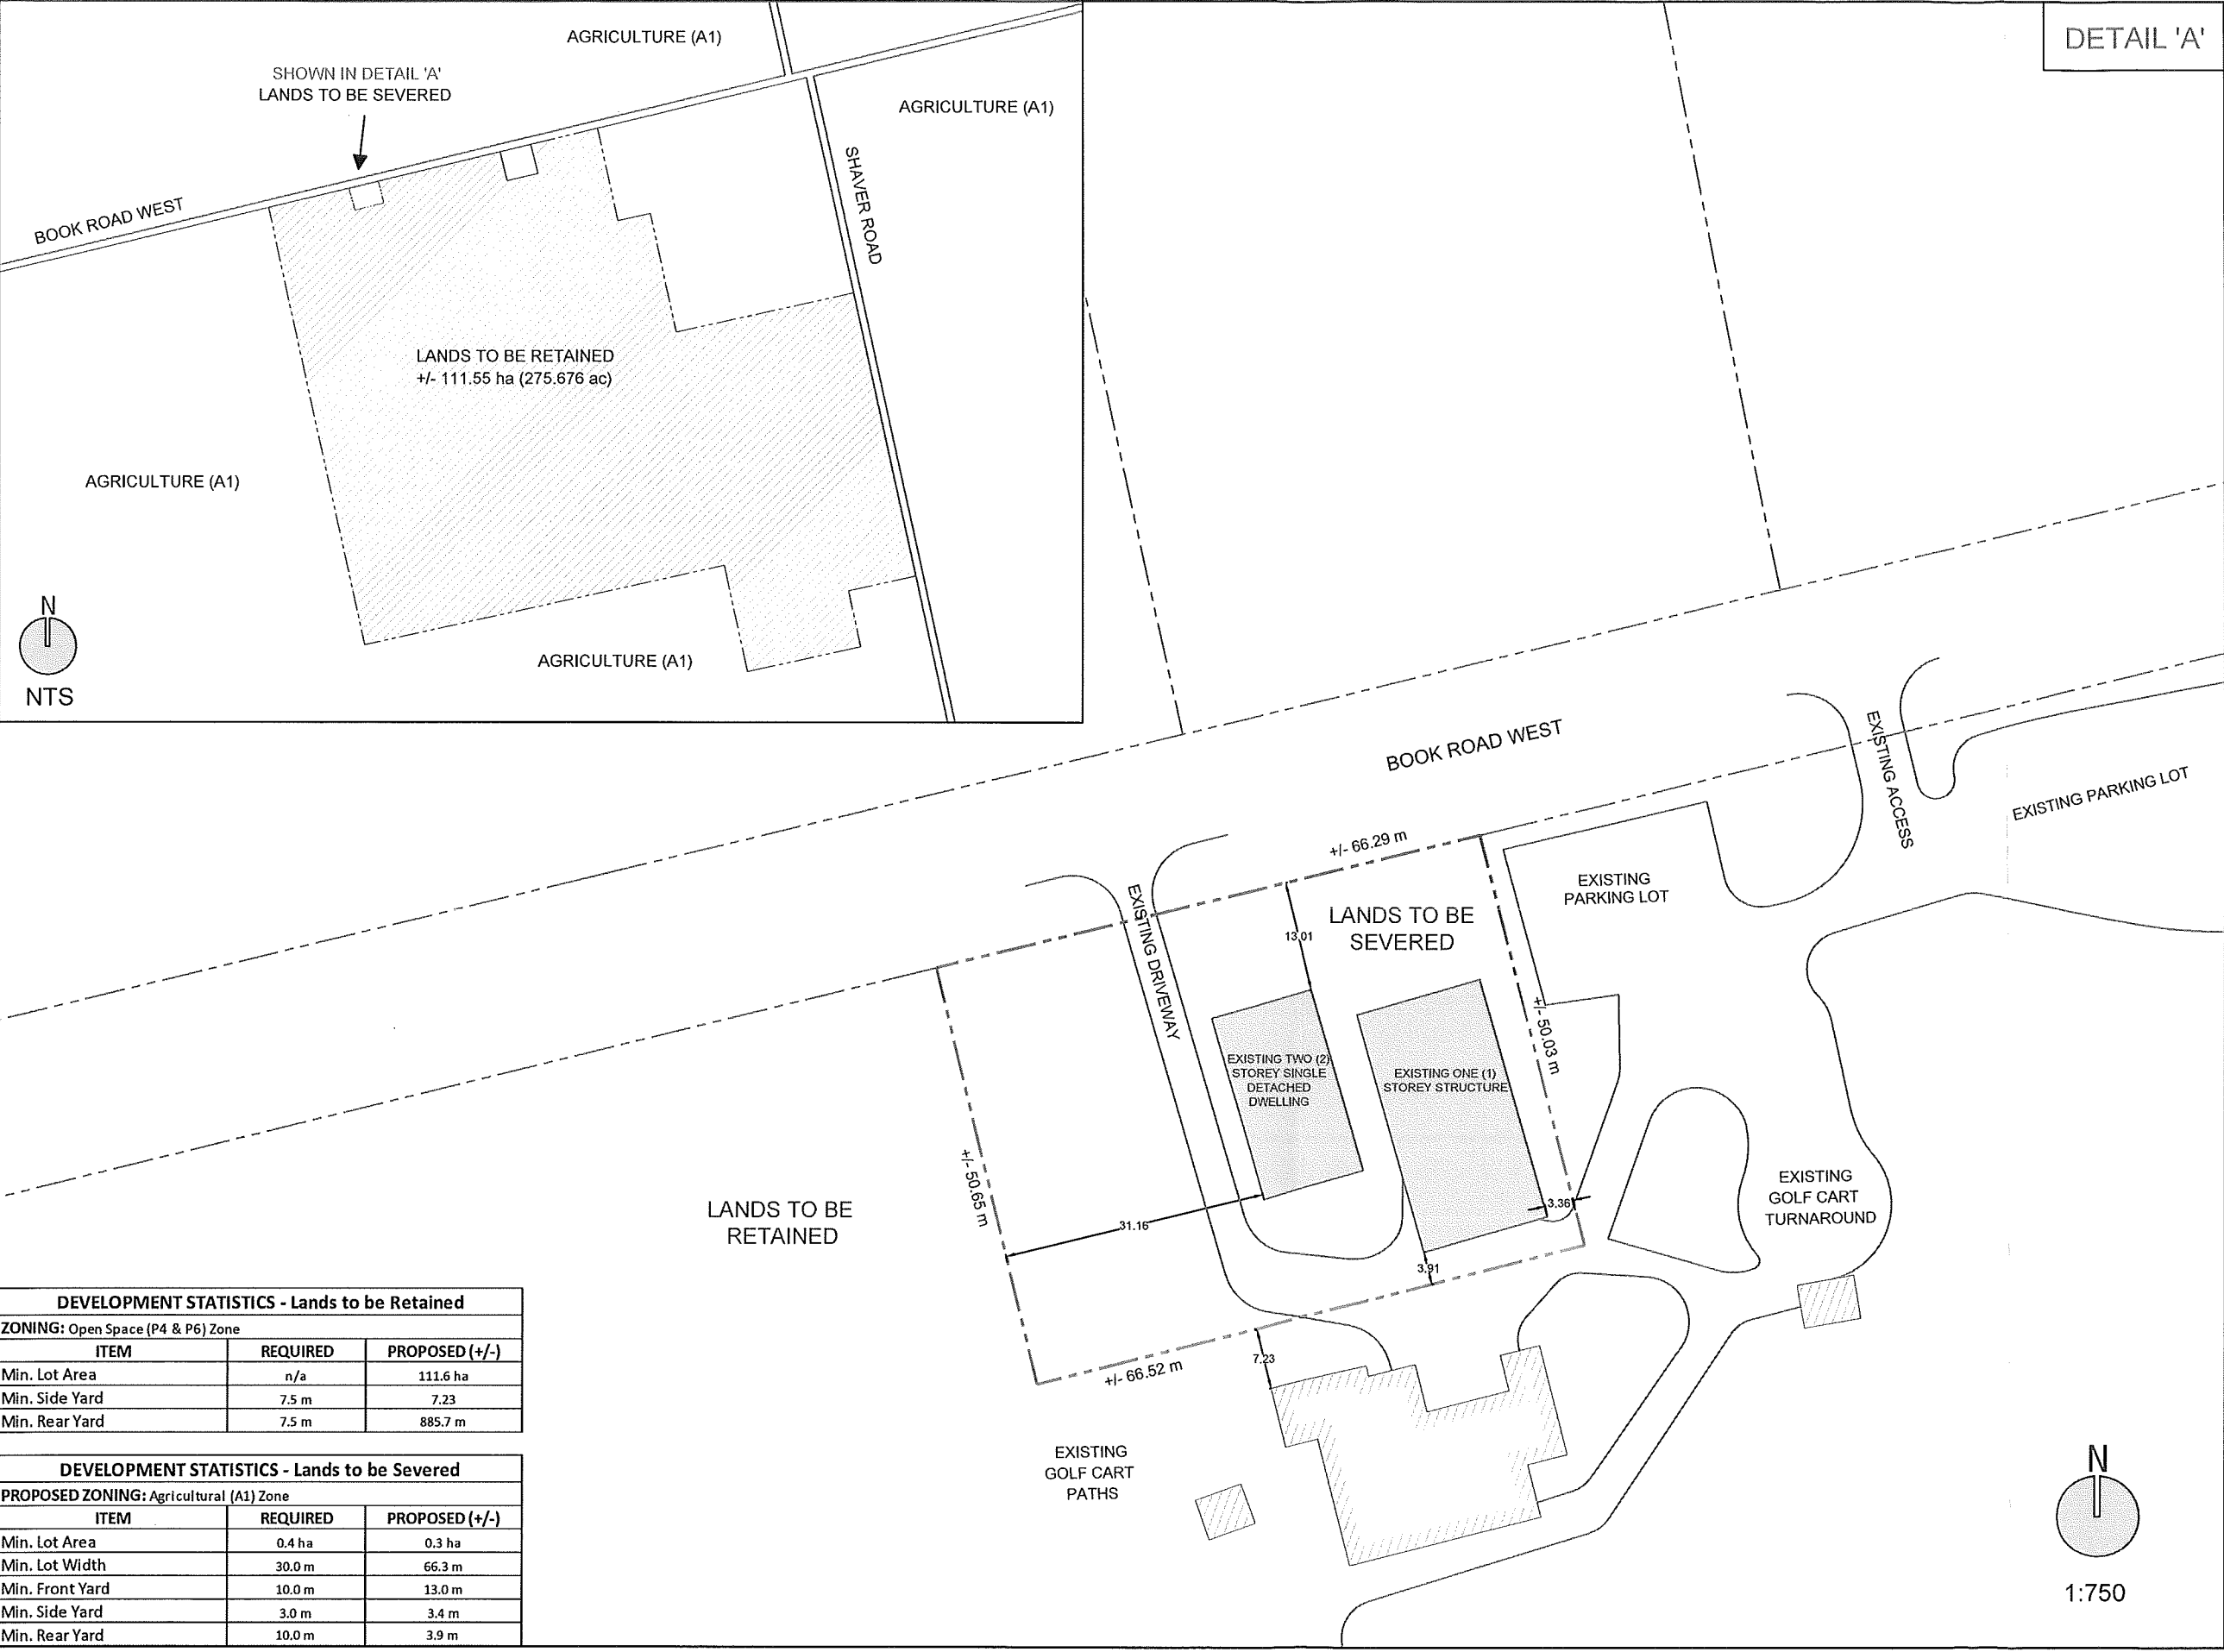 AGRICULTURE (A1)
SHOWN IN DETAIL 'A'
LANDS TO BE SEVERED
AGRICULTURE (A1)
BOOK ROAD WEST
SHAVER ROAD
LANDS TO BE RETAINED
+/- 111.55 ha (275.676 ac)
AGRICULTURE (A1)
AGRICULTURE (A1)
N
NTS
DETAIL 'A'
BOOK ROAD WEST
EXISTING ACCESS
EXISTING PARKING LOT
+/- 66.29 m
EXISTING
PARKING LOT
LANDS TO BE
SEVERED
13.01
EXISTING DRIVEWAY
+/- 50.03 m
EXISTING TWO (2)
STOREY SINGLE
DETACHED
DWELLING
EXISTING ONE (1)
STOREY STRUCTURE
+/- 50.65 m
LANDS TO BE
RETAINED
31.16
3.36
3.91
EXISTING
GOLF CART
TURNAROUND
7.23
+/- 66.52 m
EXISTING
GOLF CART
PATHS
N
1:750
DEVELOPMENT STATISTICS - Lands to be Retained
ZONING: Open Space (P4 & P6) Zone
ITEM REQUIRED PROPOSED (+/-)
Min. Lot Area n/a 111.6 ha
Min. Side Yard 7.5 m 7.23
Min. Rear Yard 7.5 m 885.7 m
DEVELOPMENT STATISTICS - Lands to be Severed
PROPOSED ZONING: Agricultural (A1) Zone
ITEM REQUIRED PROPOSED (+/-)
Min. Lot Area 0.4 ha 0.3 ha
Min. Lot Width 30.0 m 66.3 m
Min. Front Yard 10.0 m 13.0 m
Min. Side Yard 3.0 m 3.4 m
Min. Rear Yard 10.0 m 3.9 m